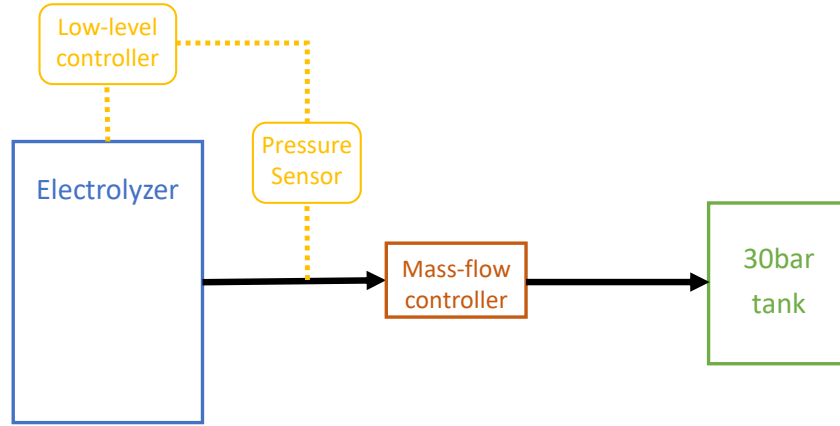 Low-level
controller
Pressure
Sensor
Electrolyzer
Mass-flow
controller
30bar
tank